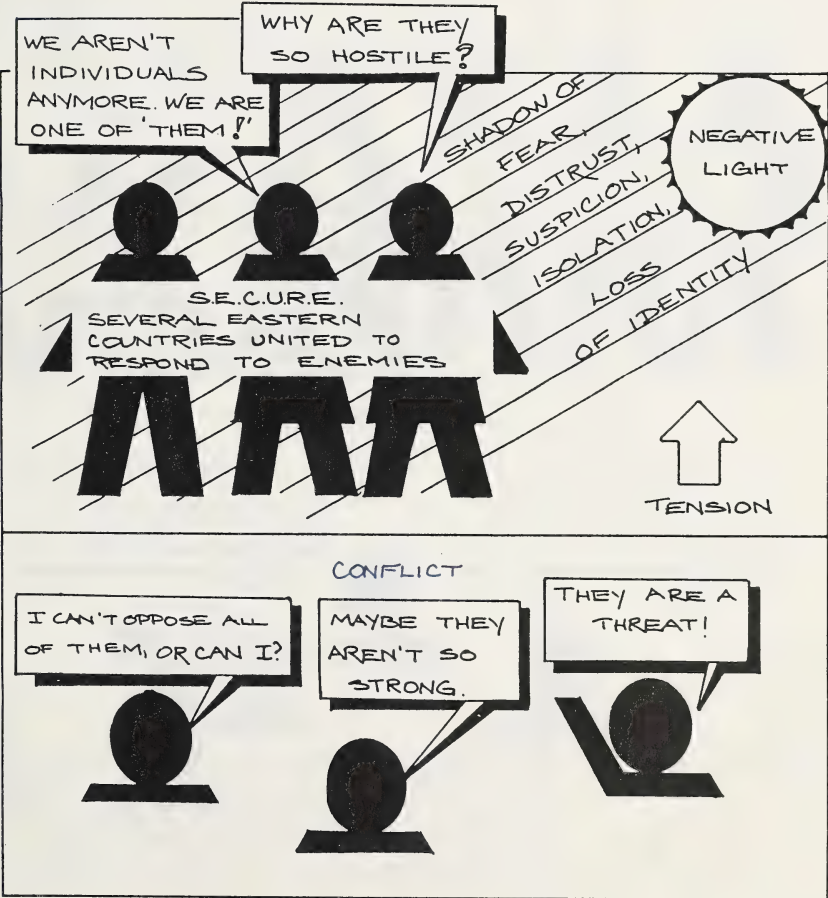 WE AREN'T
INDIVIDUALS
ANYMORE. WE ARE
ONE OF 'THEM!'
WHY ARE THEY
SO HOSTILE?
SHADOW OF
FEAR,
DISTRUST,
SUSPICION,
ISOLATION,
LOSS
OF IDENTITY
NEGATIVE
LIGHT
S.E.C.U.R.E.
SEVERAL EASTERN
COUNTRIES UNITED TO
RESPOND TO ENEMIES
TENSION
CONFLICT
I CAN'T OPPOSE ALL
OF THEM, OR CAN I?
MAYBE THEY
AREN'T SO
STRONG.
THEY ARE A
THREAT!